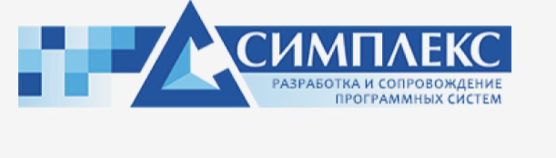 СИМПЛЕКС
РАЗРАБОТКА И СОПРОВОЖДЕНИЕ
ПРОГРАММНЫХ СИСТЕМ